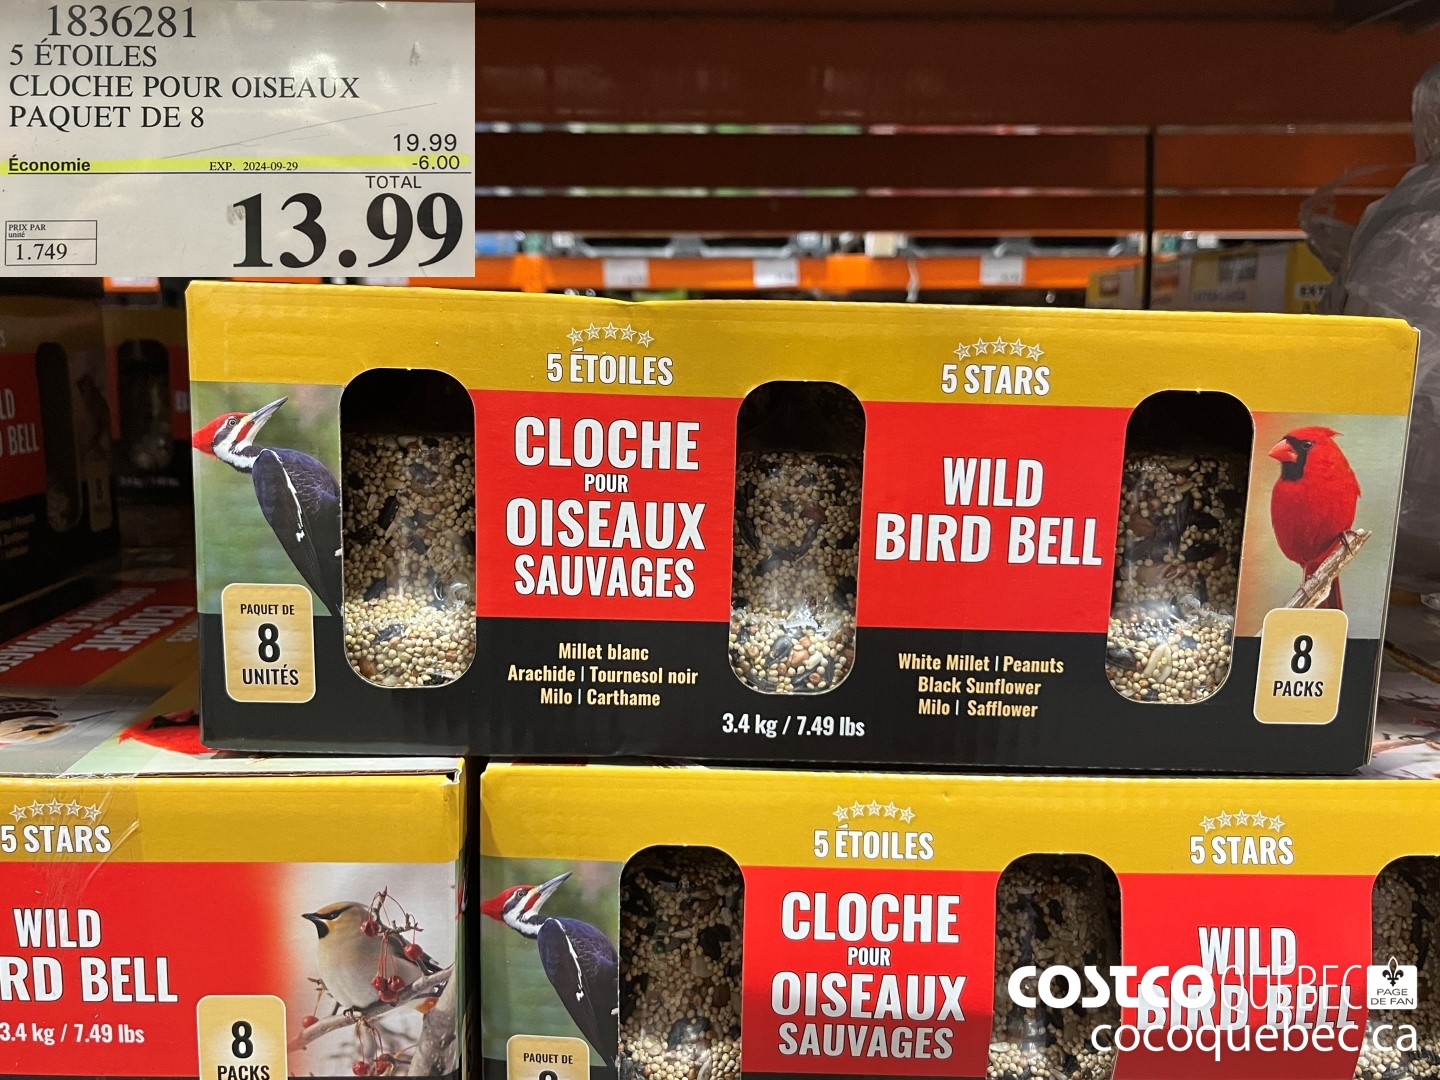 1836281
5 ÉTOILES
CLOCHE POUR OISEAUX
PAQUET DE 8
19.99
Économie EXP. 2024-09-29 -6.00
TOTAL
PRIX PAR
unité
1.749
13.99
5 ÉTOILES
CLOCHE
POUR
OISEAUX
SAUVAGES
5 STARS
WILD
BIRD BELL
PAQUET DE
8
UNITÉS
Millet blanc
Arachide | Tournesol noir
Milo | Carthame
White Millet | Peanuts
Black Sunflower
Milo | Safflower
8
PACKS
3.4 kg / 7.49 lbs
5 STARS
WILD
RD BELL
3.4 kg / 7.49 lbs
8
PACKS
5 ÉTOILES
CLOCHE
POUR
OISEAUX
SAUVAGES
PAQUET DE
5 STARS
WILD
BIRD BELL
COSTCO QUÉBEC
PAGE
DE FAN
cocoquebec.ca